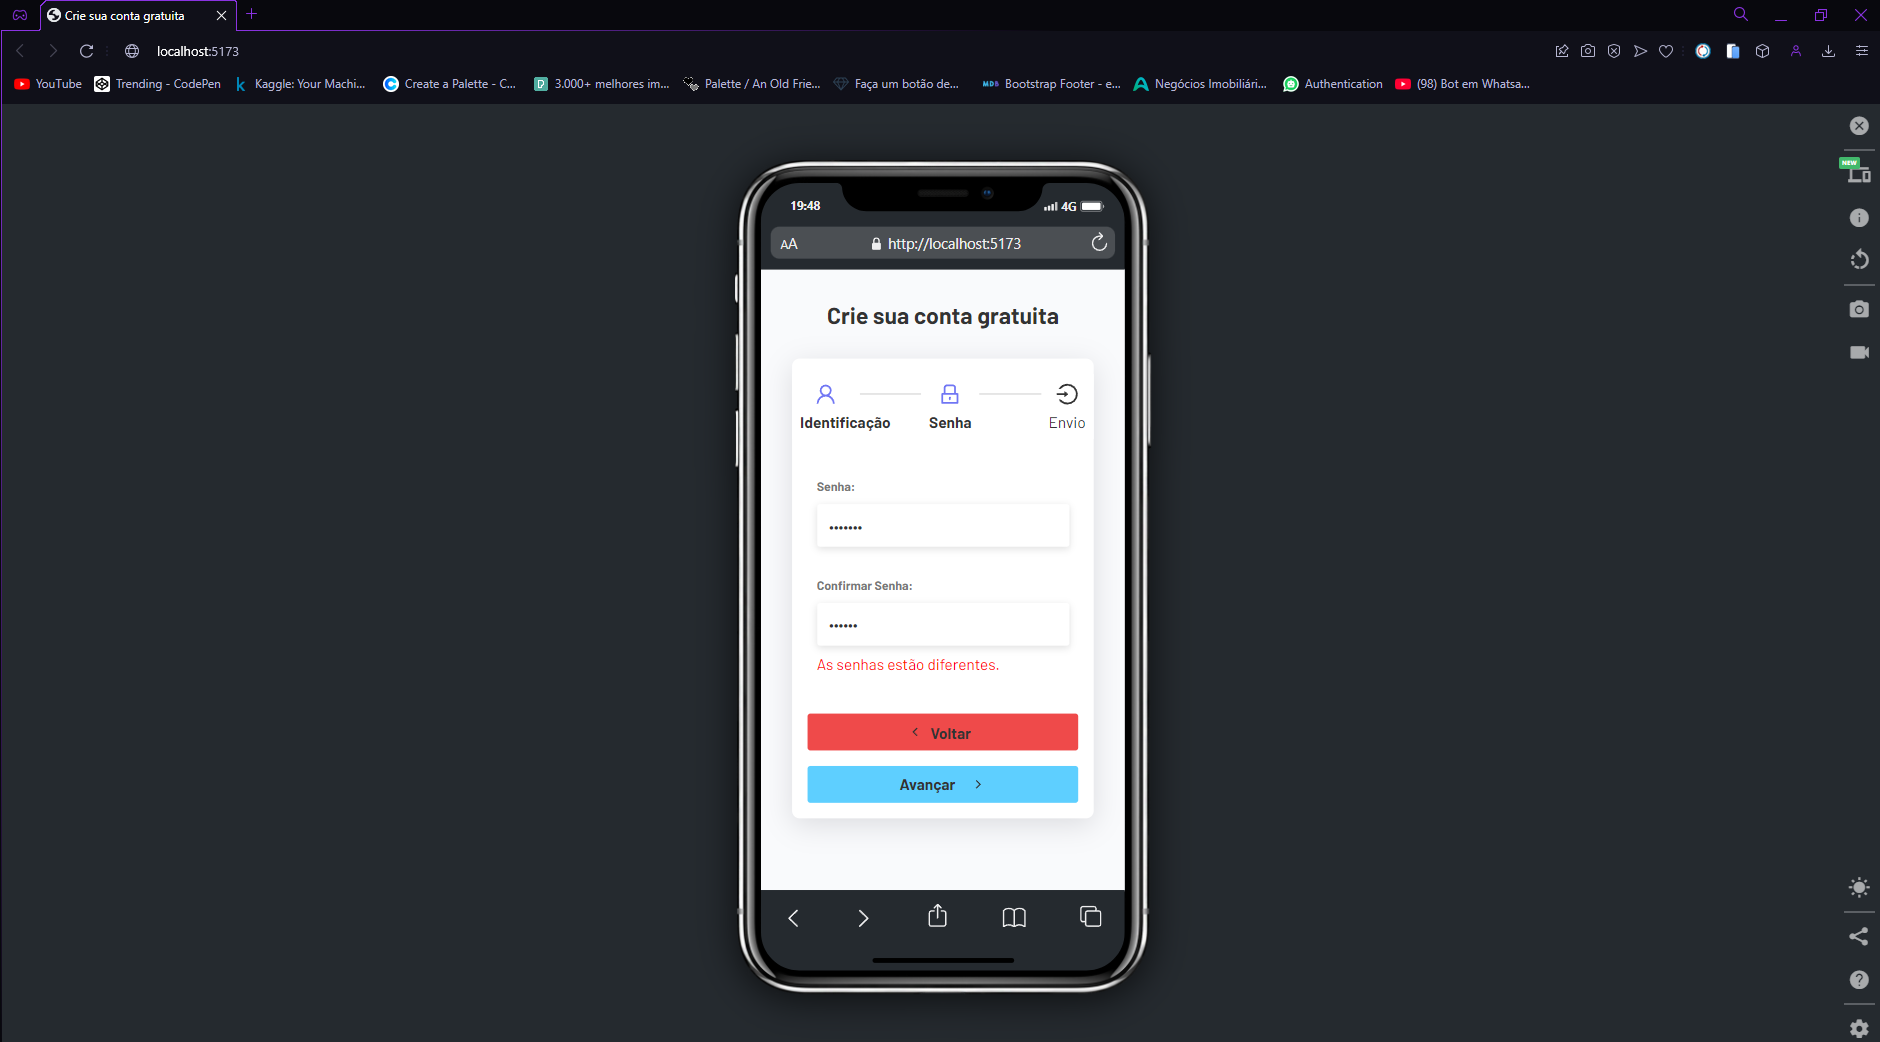 Crie sua conta gratuita
localhost:5173
YouTube
Trending - CodePen
Kaggle: Your Machi...
Create a Palette - C...
3.000+ melhores im...
Palette / An Old Frie...
Faça um botão de...
MDB
Bootstrap Footer - e...
Negócios Imobiliári...
Authentication
(98) Bot em Whatsa...
NEW
19:48
4G
AA
http://localhost:5173
Crie sua conta gratuita
Identificação
Senha
Envio
Senha:
•••••••
Confirmar Senha:
••••••
As senhas estão diferentes.
Voltar
Avançar